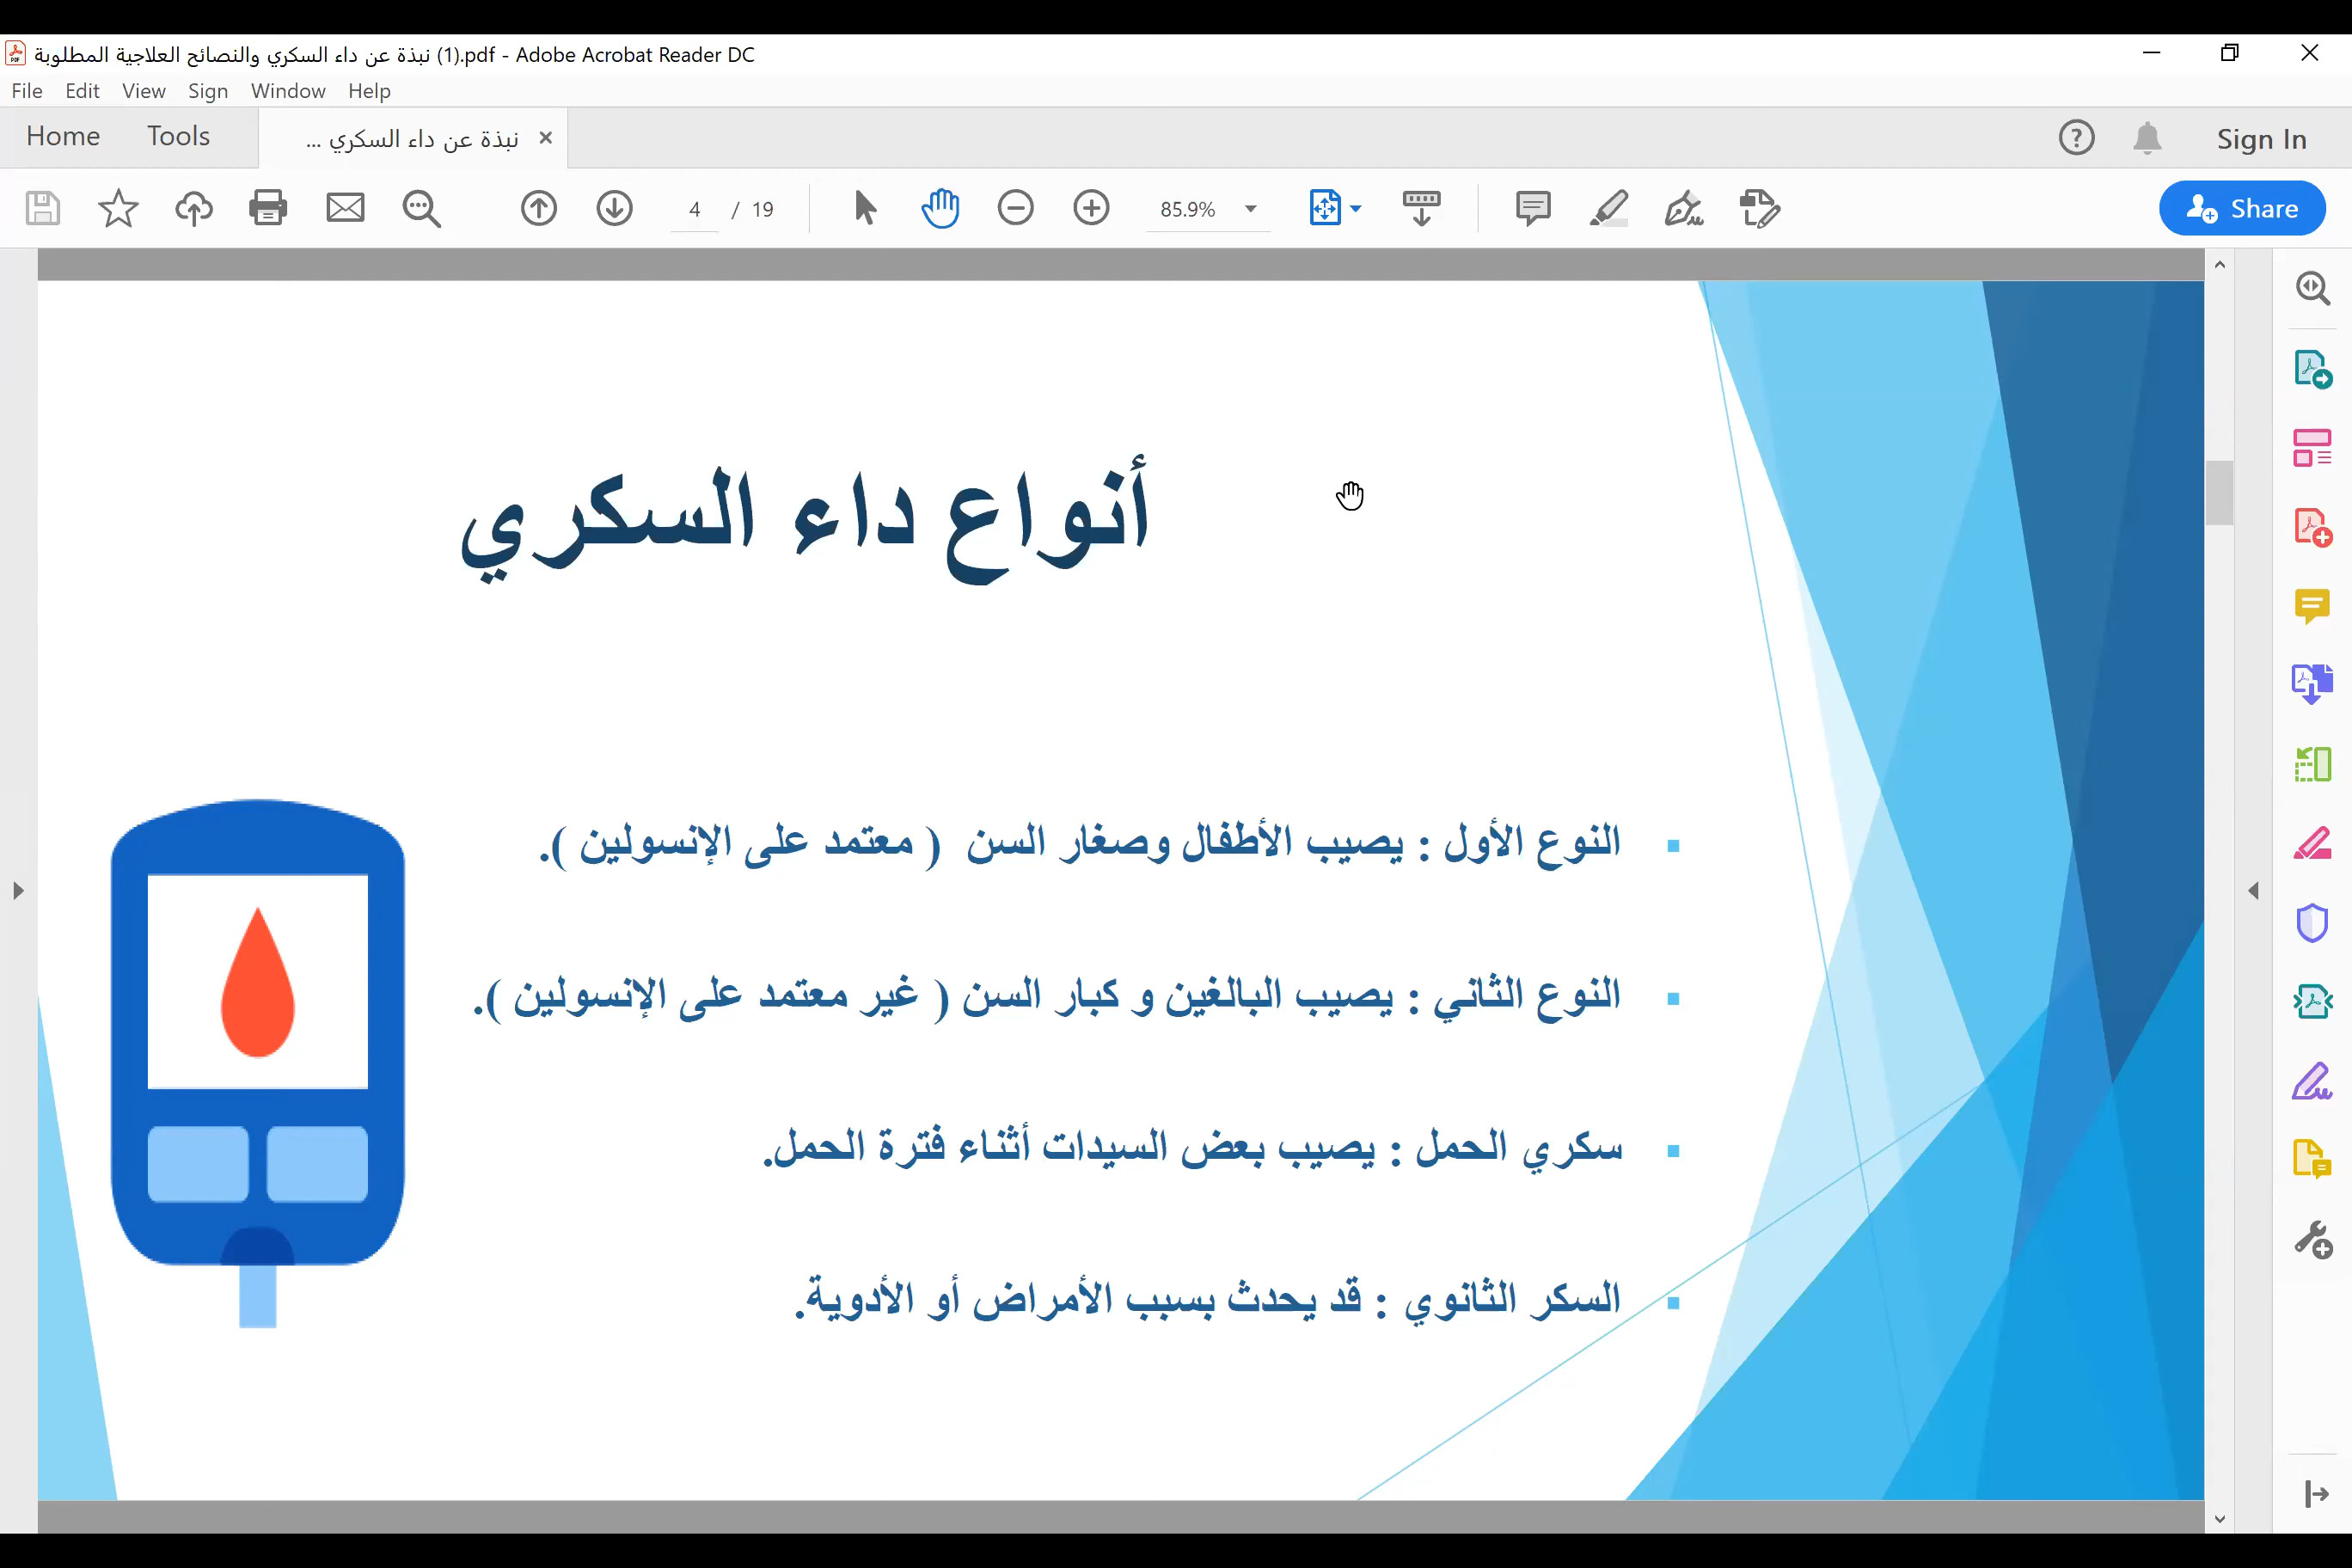 نبذة عن داء السكري والنصائح العلاجية المطلوبة (1).pdf - Adobe Acrobat Reader DC
File Edit View Sign Window Help
Home Tools نبذة عن داء السكري ... Sign In
4 / 19 85.9% Share
أنواع داء السكري
النوع الأول : يصيب الأطفال وصغار السن ( معتمد على الإنسولين ).
النوع الثاني : يصيب البالغين و كبار السن ( غير معتمد على الإنسولين ).
سكري الحمل : يصيب بعض السيدات أثناء فترة الحمل.
السكر الثانوي : قد يحدث بسبب الأمراض أو الأدوية.